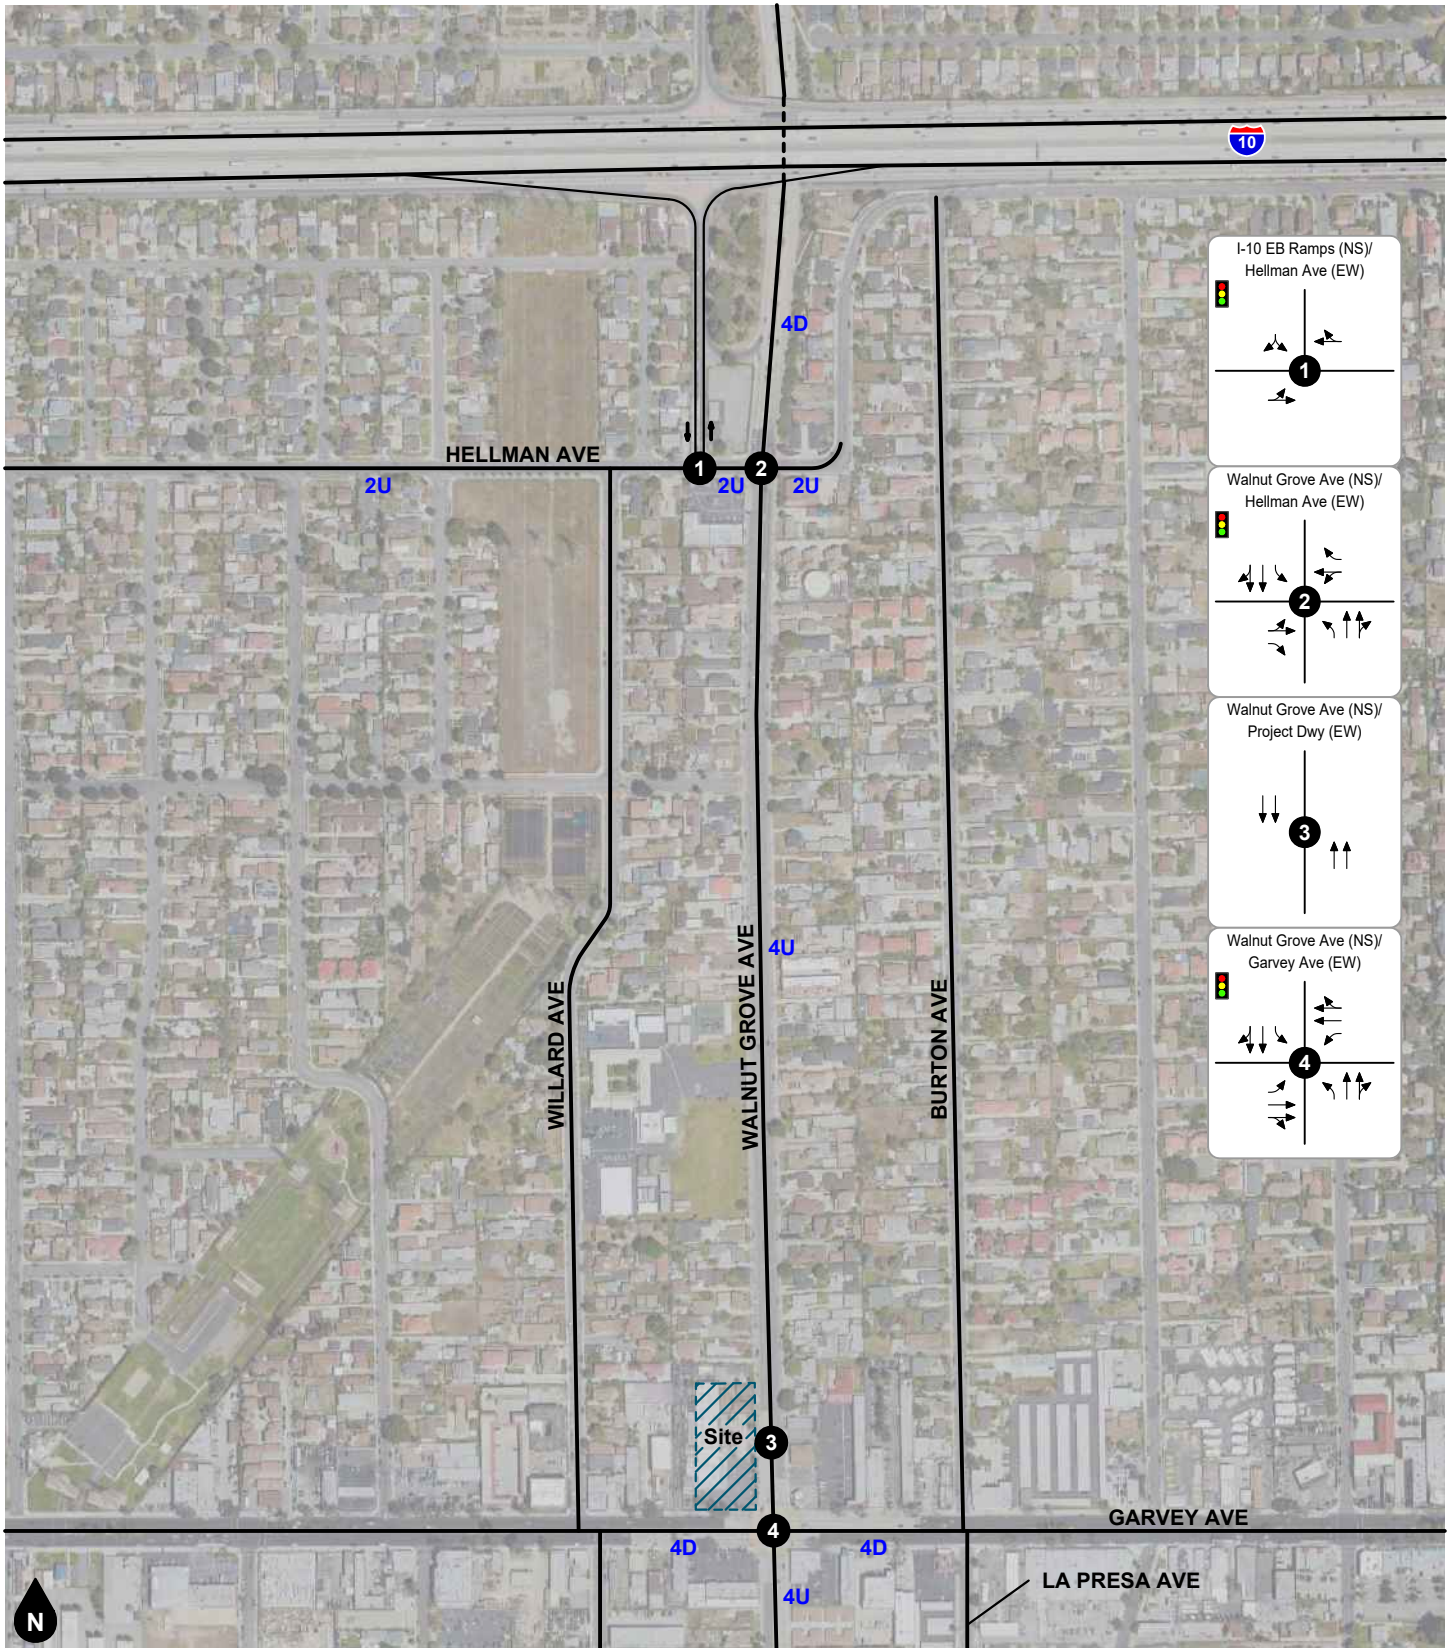 10
I-10 EB Ramps (NS)/
Hellman Ave (EW)
1
4D
HELLMAN AVE
1
2
2U
2U
2U
Walnut Grove Ave (NS)/
Hellman Ave (EW)
2
Walnut Grove Ave (NS)/
Project Dwy (EW)
3
WILLARD AVE
WALNUT GROVE AVE
4U
BURTON AVE
Walnut Grove Ave (NS)/
Garvey Ave (EW)
4
Site
3
4
GARVEY AVE
4D
4D
4U
LA PRESA AVE
N